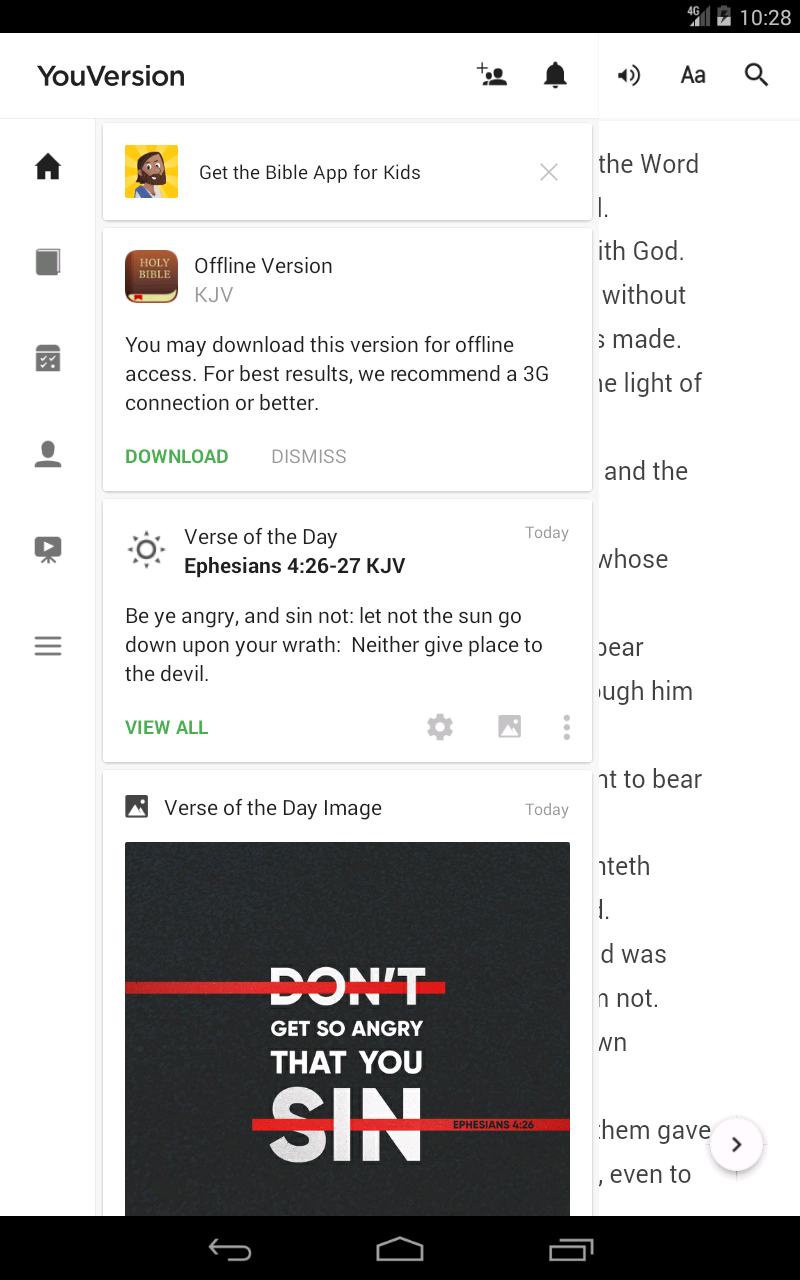 4G 10:28
YouVersion
Aa
Get the Bible App for Kids
HOLY
BIBLE
Offline Version
KJV
You may download this version for offline
access. For best results, we recommend a 3G
connection or better.
DOWNLOAD DISMISS
Verse of the Day Today
Ephesians 4:26-27 KJV
Be ye angry, and sin not: let not the sun go
down upon your wrath:  Neither give place to
the devil.
VIEW ALL
Verse of the Day Image Today
DON'T
GET SO ANGRY
THAT YOU
SIN
EPHESIANS 4:26
the Word
ith God.
without
made.
light of
and the
whose
bear
ugh him
to bear
nteth
d was
not.
wn
them gave
, even to